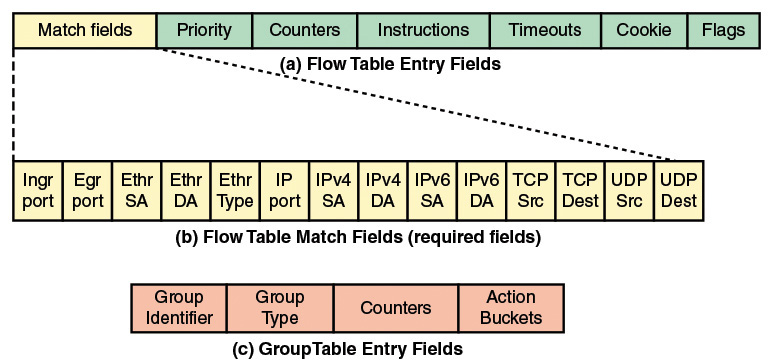 Match fields Priority Counters Instructions Timeouts Cookie Flags
(a) Flow Table Entry Fields
Ingr port Egr port Ethr SA Ethr DA Ethr Type IP port IPv4 SA IPv4 DA IPv6 SA IPv6 DA TCP Src TCP Dest UDP Src UDP Dest
(b) Flow Table Match Fields (required fields)
Group Identifier Group Type Counters Action Buckets
(c) GroupTable Entry Fields